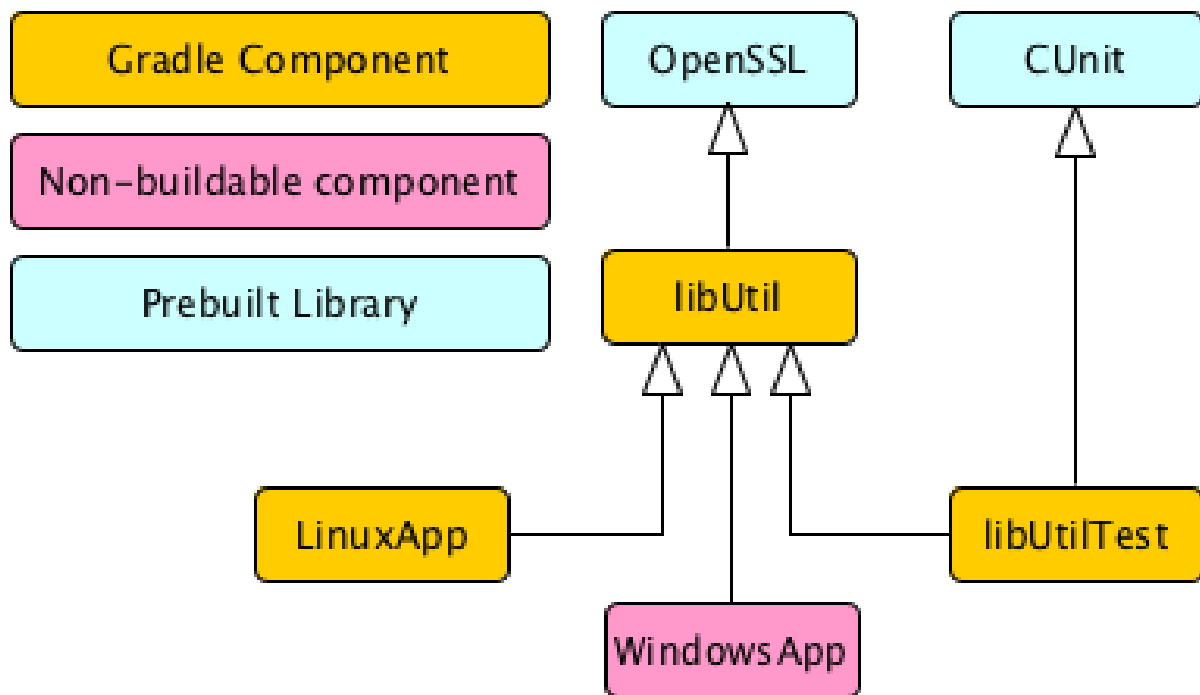 Gradle Component
OpenSSL
CUnit
Non-buildable component
Prebuilt Library
libUtil
LinuxApp
libUtilTest
WindowsApp